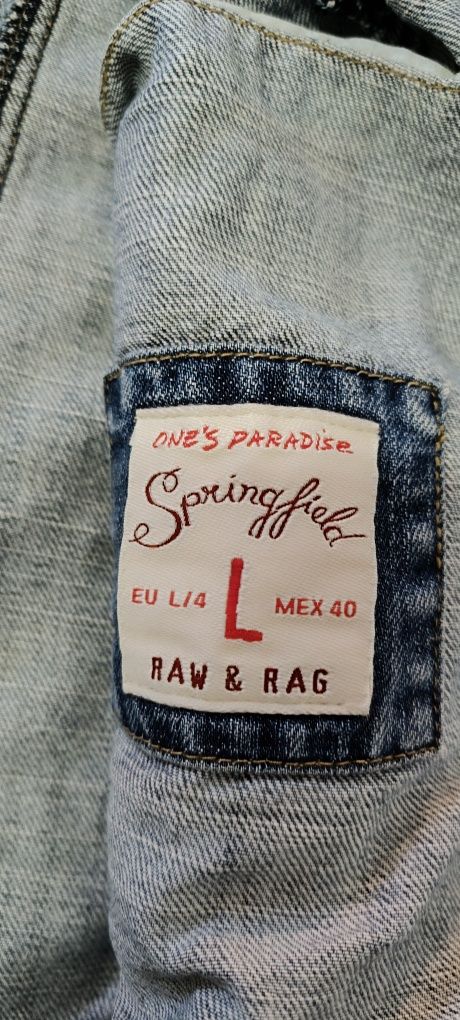 ONE'S PARADISE
Springfield
EU L/4 L MEX 40
RAW & RAG